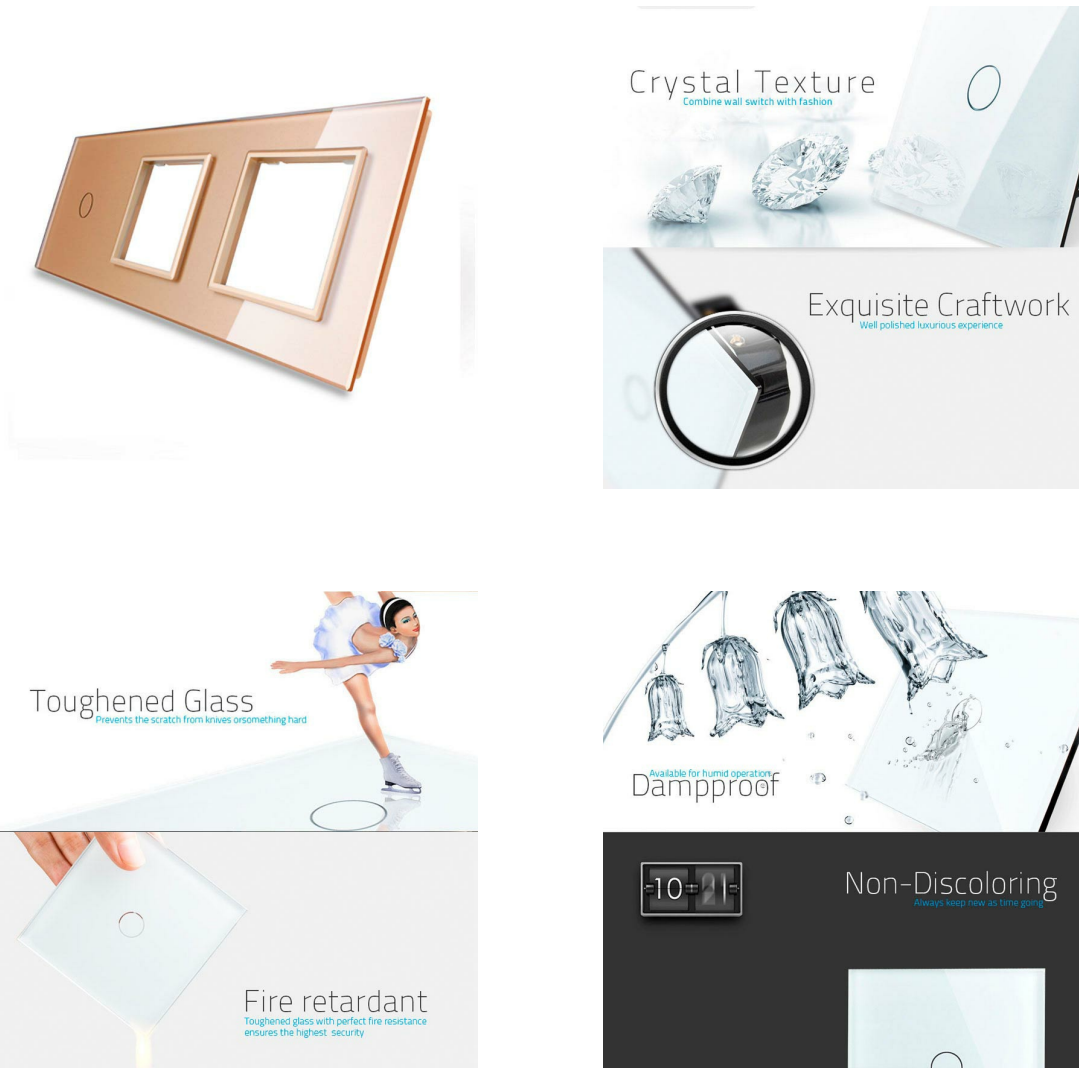 Crystal Texture
Combine wall switch with fashion
Exquisite Craftwork
Well polished luxurious experience
Toughened Glass
Prevents the scratch from knives orsomething hard
Available for humid operation.
Dampproof
10 21
Non-Discoloring
Always keep new as time going
Fire retardant
Toughened glass with perfect fire resistance
ensures the highest security